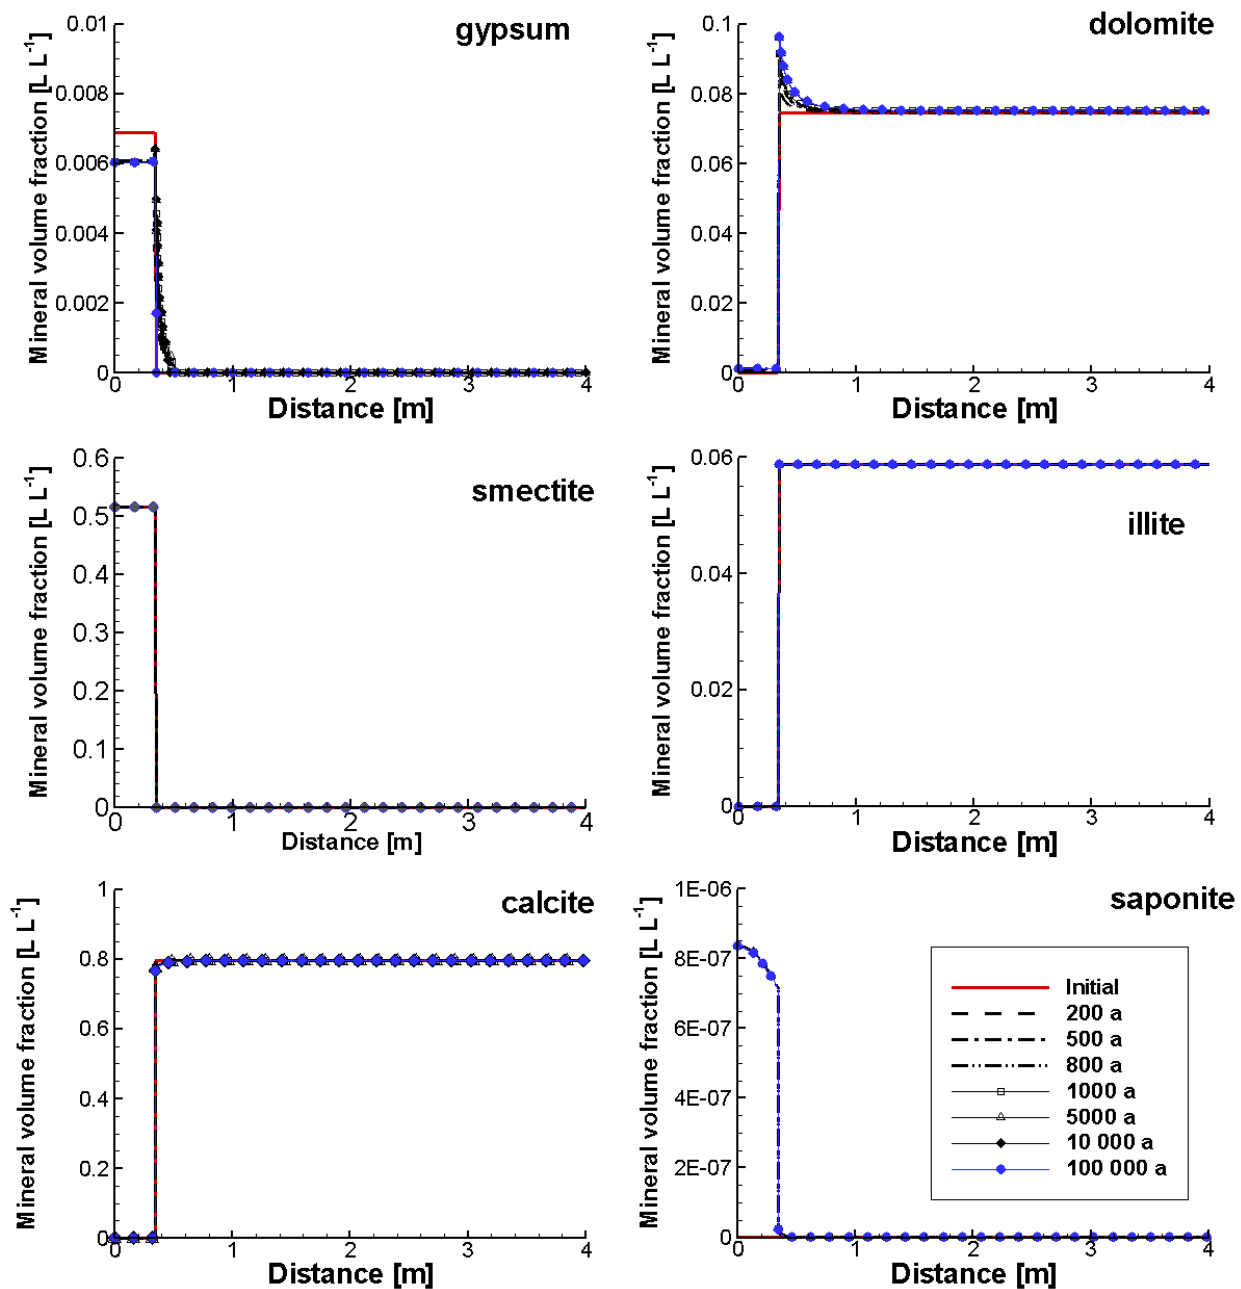 gypsum
Mineral volume fraction [L L⁻¹]
0.01
0.008
0.006
0.004
0.002
0
0 1 2 3 4
Distance [m]
dolomite
Mineral volume fraction [L L⁻¹]
0.1
0.08
0.06
0.04
0.02
0
0 1 2 3 4
Distance [m]
smectite
Mineral volume fraction [L L⁻¹]
0.6
0.5
0.4
0.3
0.2
0.1
0
0 1 2 3 4
Distance [m]
illite
Mineral volume fraction [L L⁻¹]
0.06
0.04
0.02
0
0 1 2 3 4
Distance [m]
calcite
Mineral volume fraction [L L⁻¹]
1
0.8
0.6
0.4
0.2
0
0 1 2 3 4
Distance [m]
saponite
Mineral volume fraction [L L⁻¹]
1E-06
8E-07
6E-07
4E-07
2E-07
0
0 1 2 3 4
Distance [m]
Initial
200 a
500 a
800 a
1000 a
5000 a
10 000 a
100 000 a